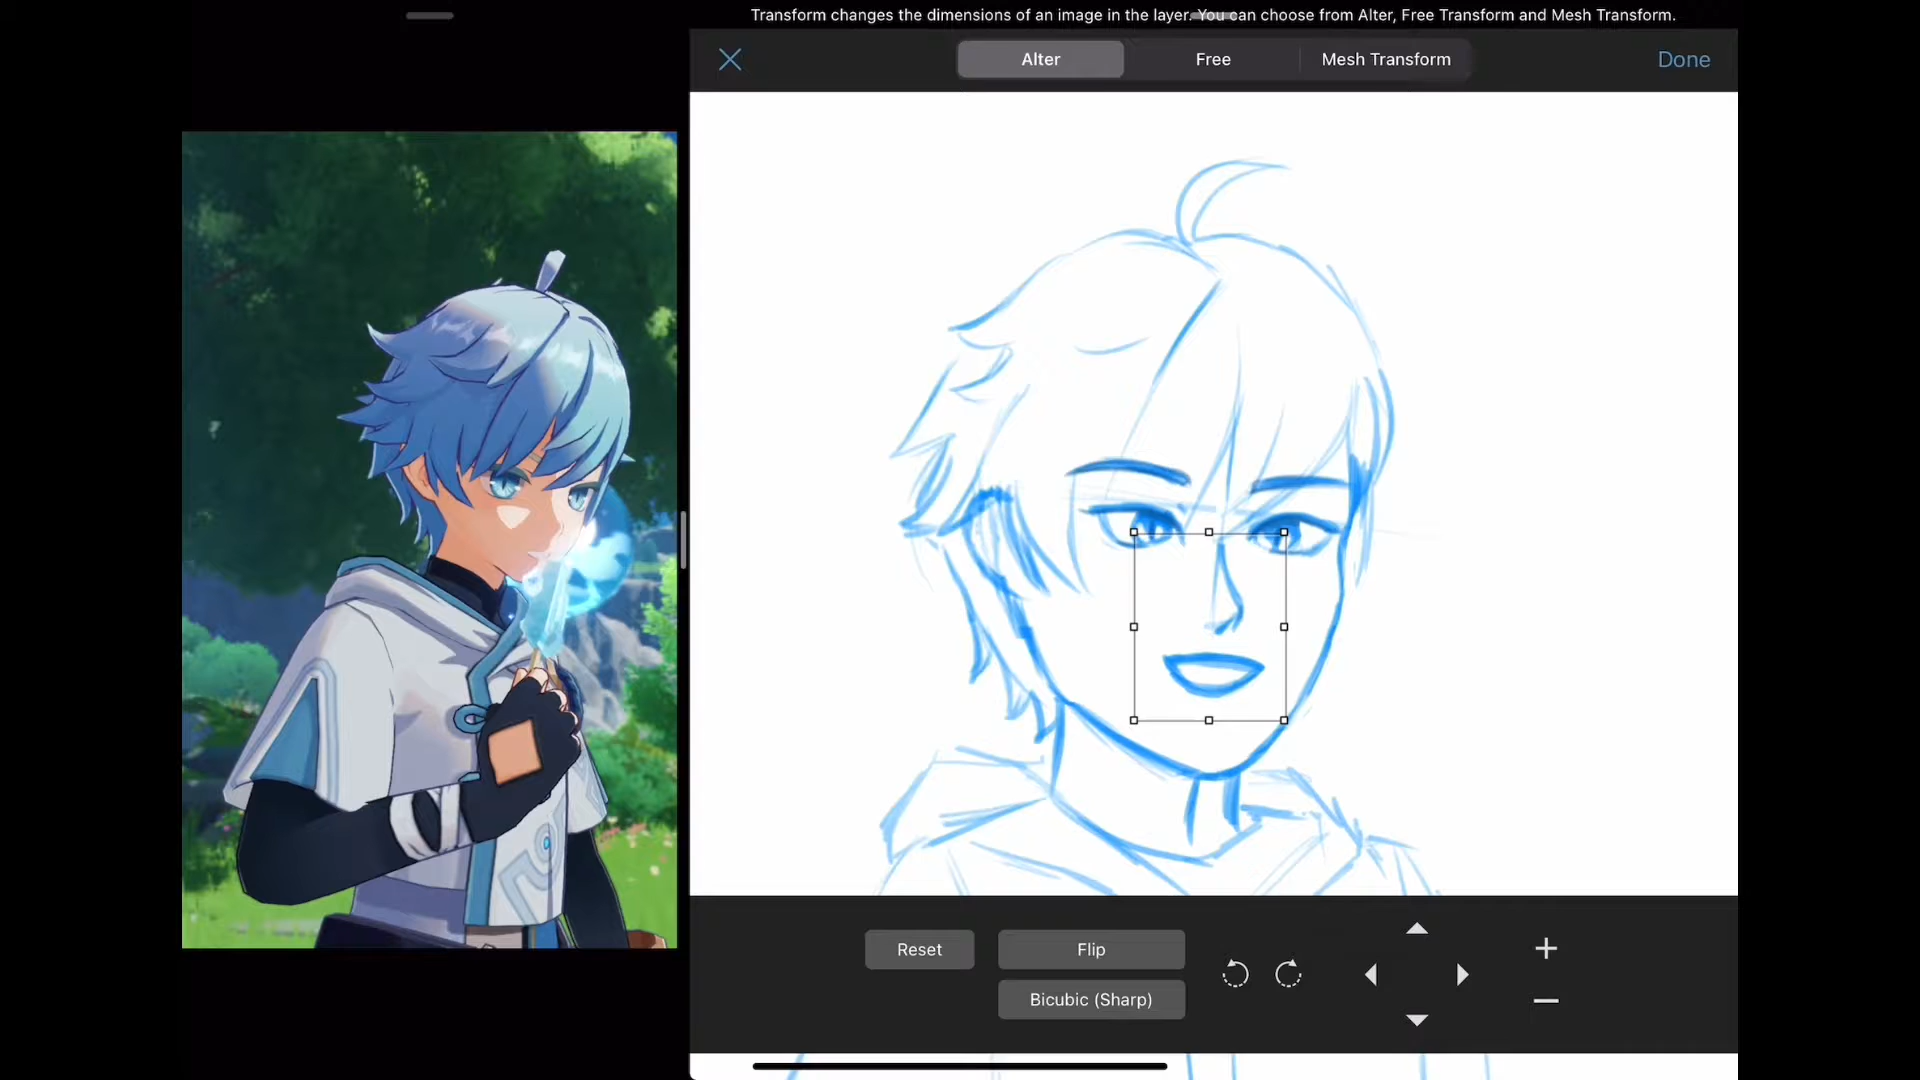 Transform changes the dimensions of an image in the layer. You can choose from Alter, Free Transform and Mesh Transform.
Alter Free Mesh Transform Done
Reset Flip
Bicubic (Sharp)